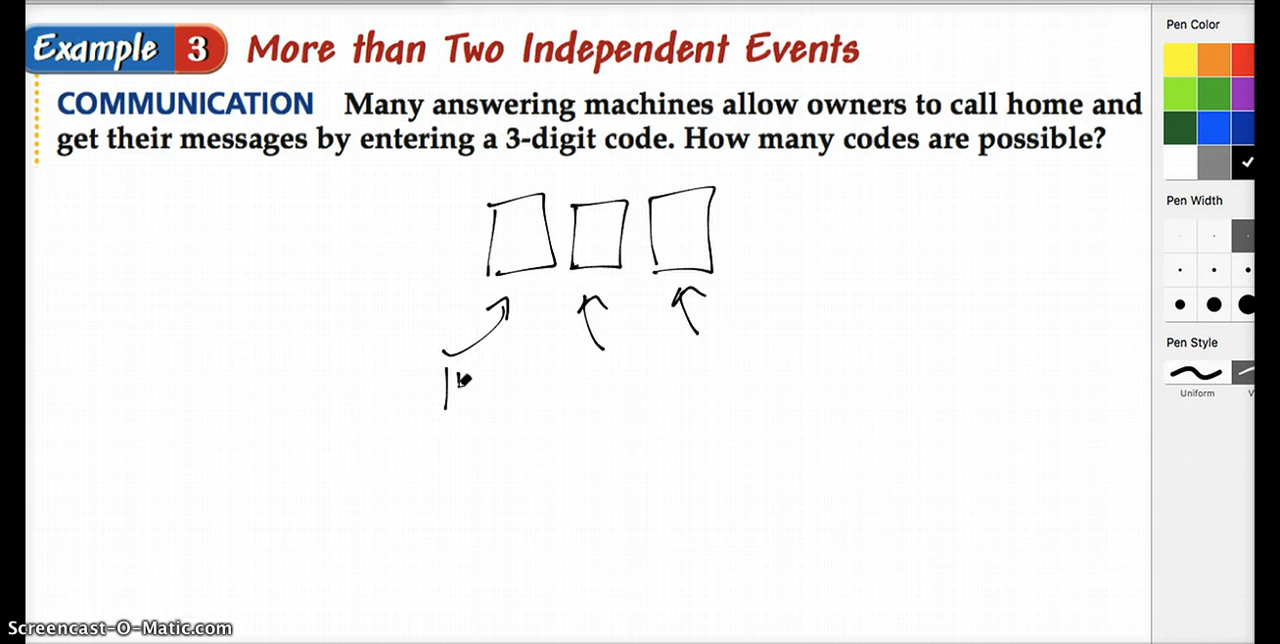 Example 3 More than Two Independent Events
COMMUNICATION Many answering machines allow owners to call home and
get their messages by entering a 3-digit code. How many codes are possible?
Pen Color
Pen Width
Pen Style
Uniform
Screencast-O-Matic.com